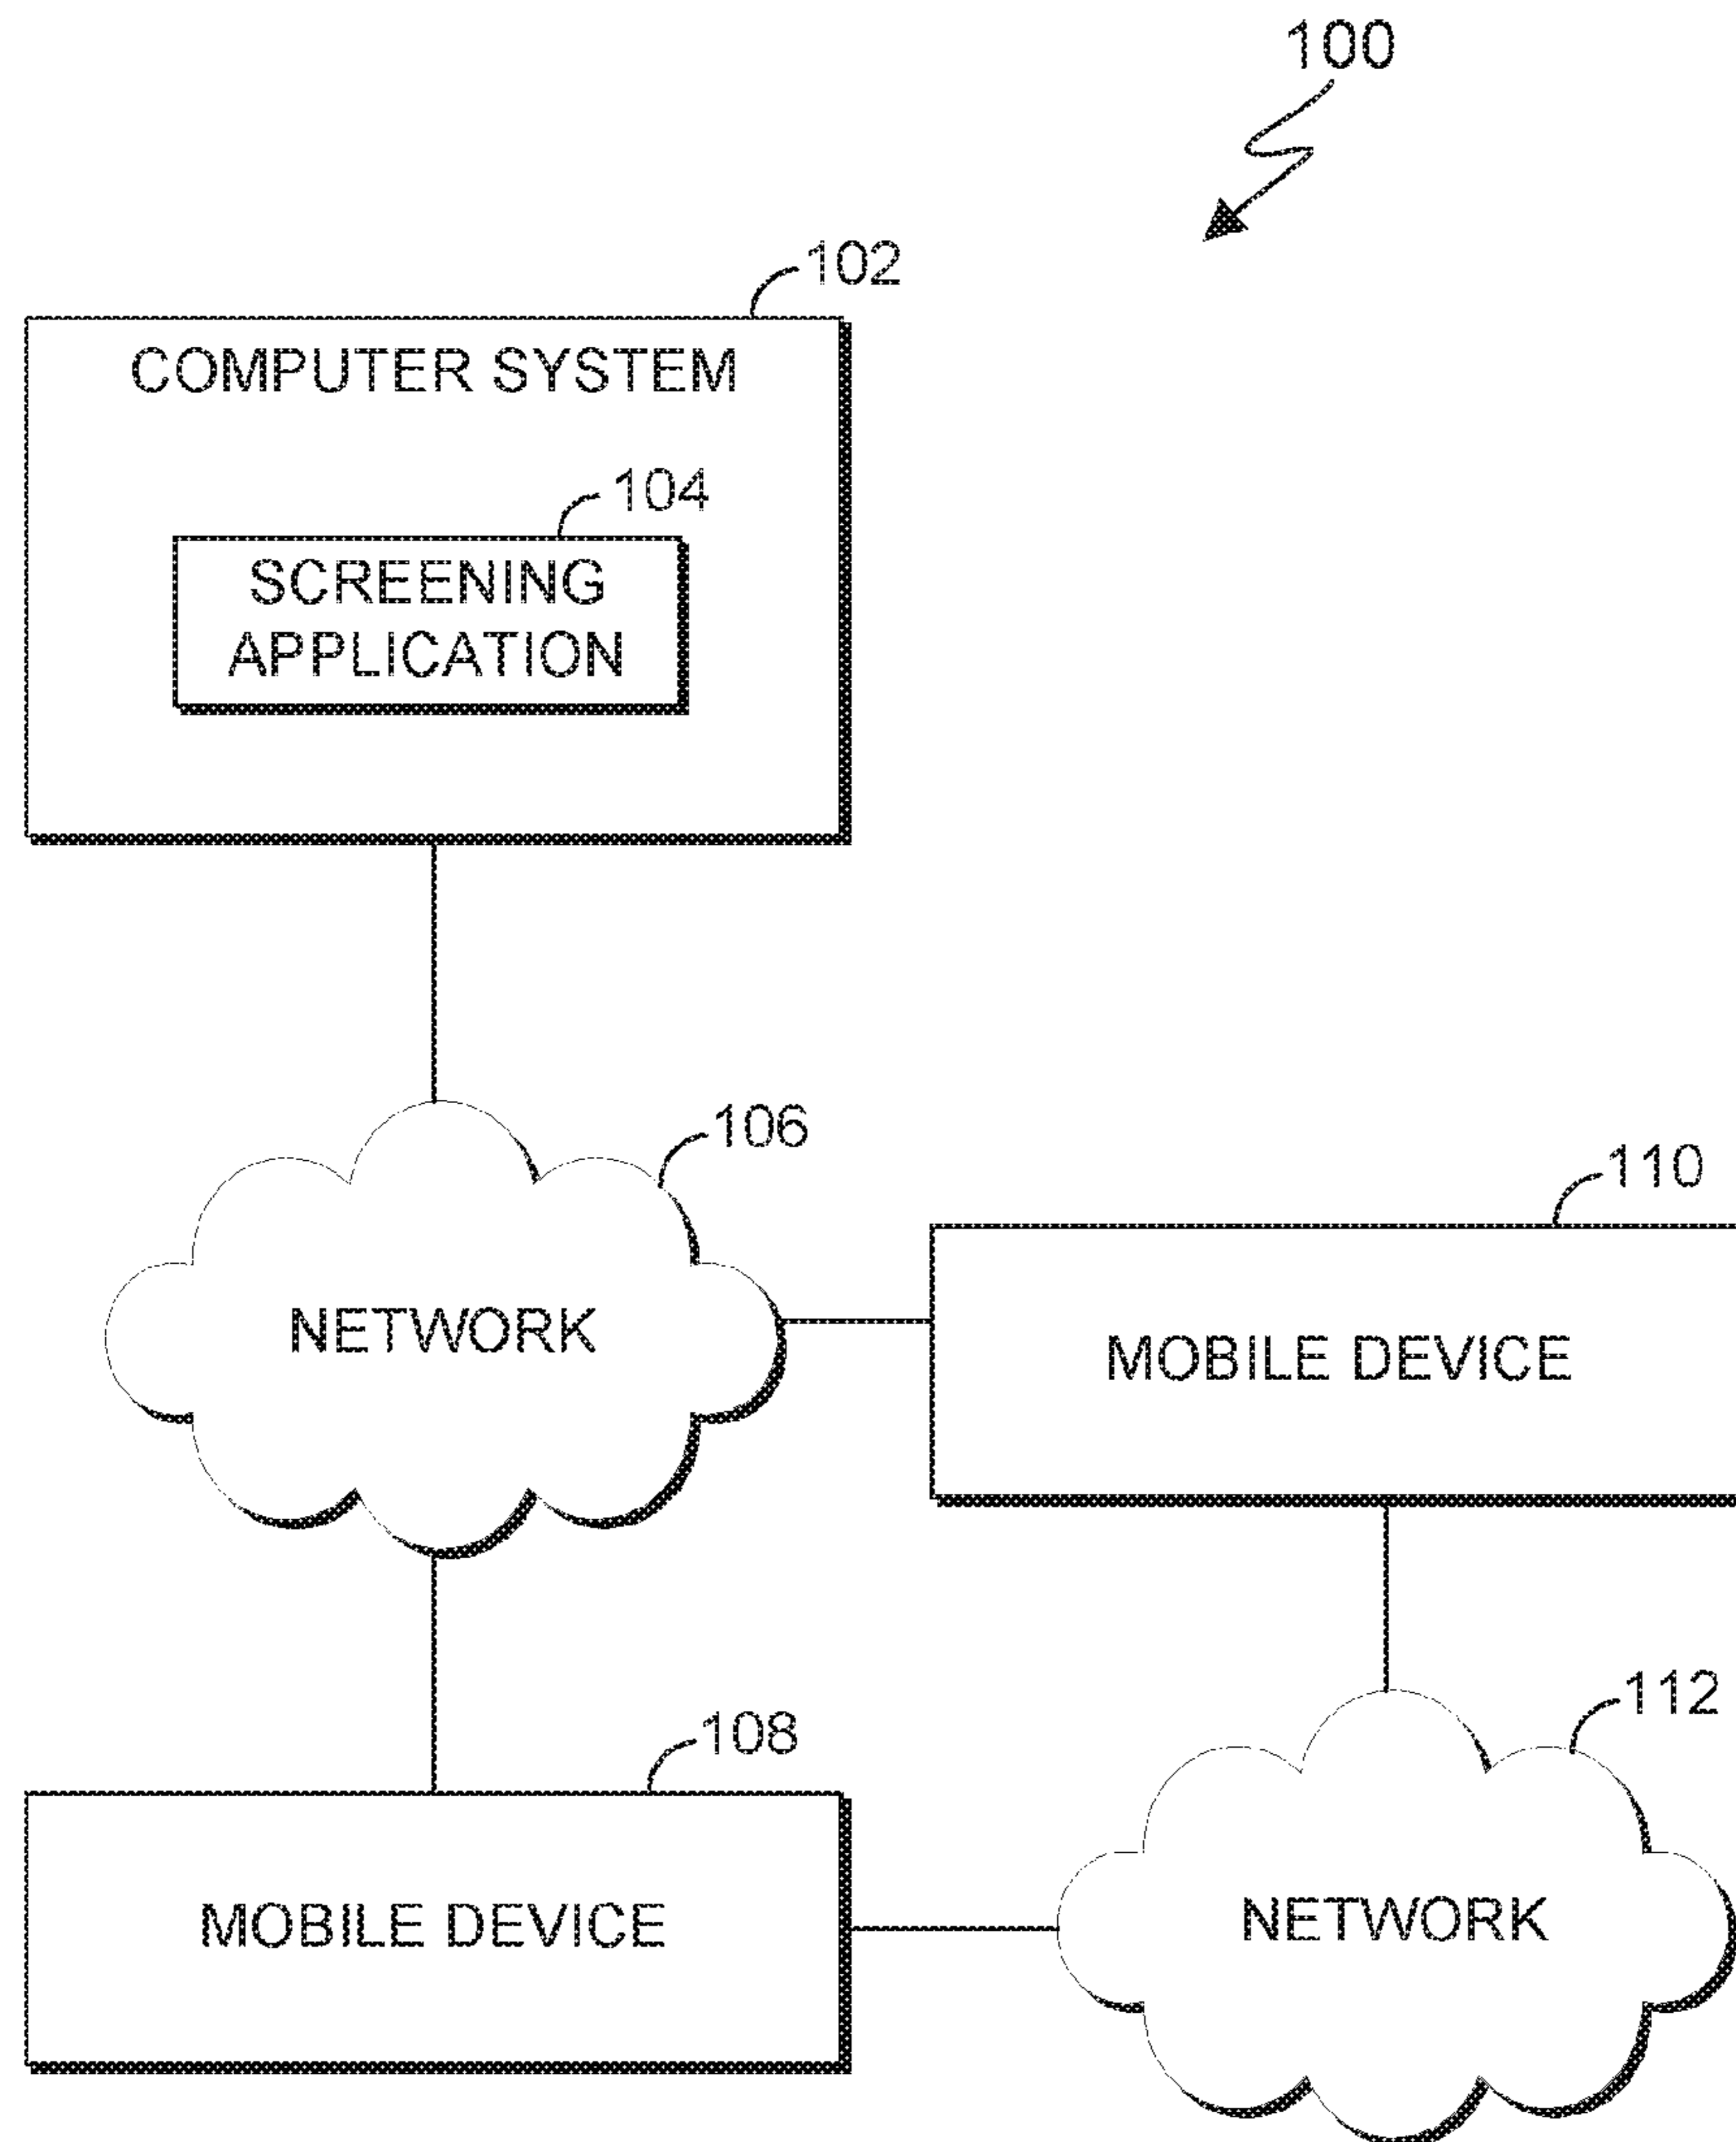 100
102
COMPUTER SYSTEM
104
SCREENING
APPLICATION
106
110
NETWORK
MOBILE DEVICE
112
108
MOBILE DEVICE
NETWORK